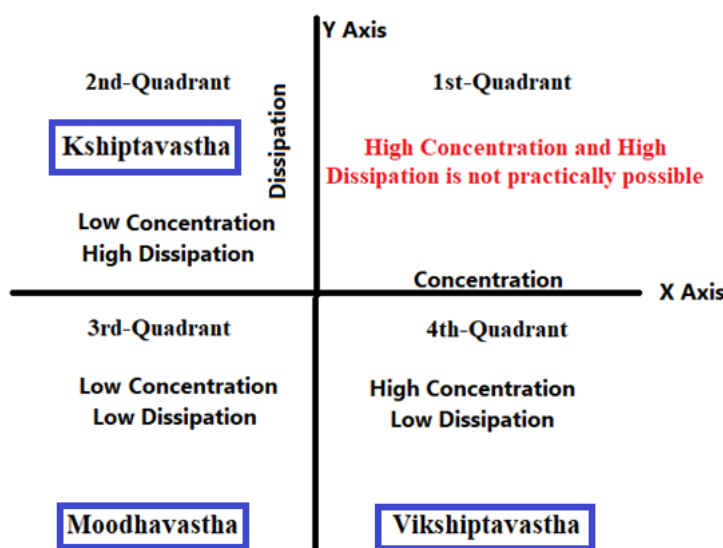 Y Axis
2nd-Quadrant
1st-Quadrant
Dissipation
Kshiptavastha
High Concentration and High
Dissipation is not practically possible
Low Concentration
High Dissipation
Concentration
X Axis
3rd-Quadrant
4th-Quadrant
Low Concentration
Low Dissipation
High Concentration
Low Dissipation
Moodhavastha
Vikshiptavastha